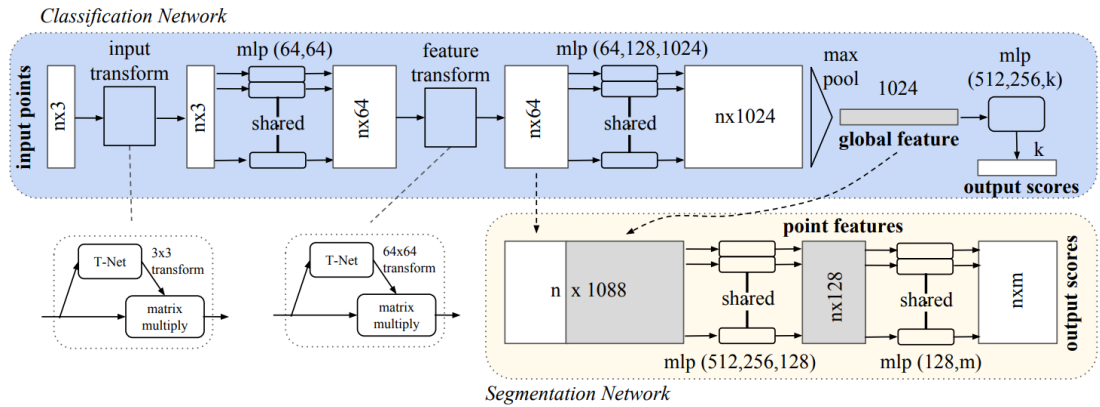 Classification Network
input points
nx3
input
transform
nx3
mlp (64,64)
shared
nx64
feature
transform
nx64
mlp (64,128,1024)
shared
nx1024
max
pool
1024
global feature
mlp
(512,256,k)
k
output scores
T-Net
3x3
transform
matrix
multiply
T-Net
64x64
transform
matrix
multiply
point features
n x 1088
shared
mlp (512,256,128)
nx128
shared
mlp (128,m)
nxm
output scores
Segmentation Network